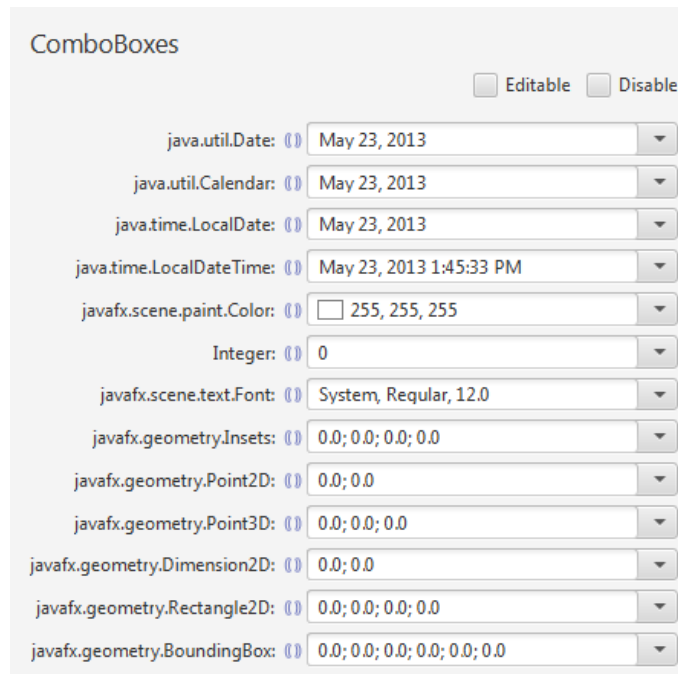 ComboBoxes
Editable Disable
java.util.Date: May 23, 2013
java.util.Calendar: May 23, 2013
java.time.LocalDate: May 23, 2013
java.time.LocalDateTime: May 23, 2013 1:45:33 PM
javafx.scene.paint.Color: 255, 255, 255
Integer: 0
javafx.scene.text.Font: System, Regular, 12.0
javafx.geometry.Insets: 0.0; 0.0; 0.0; 0.0
javafx.geometry.Point2D: 0.0; 0.0
javafx.geometry.Point3D: 0.0; 0.0; 0.0
javafx.geometry.Dimension2D: 0.0; 0.0
javafx.geometry.Rectangle2D: 0.0; 0.0; 0.0; 0.0
javafx.geometry.BoundingBox: 0.0; 0.0; 0.0; 0.0; 0.0; 0.0